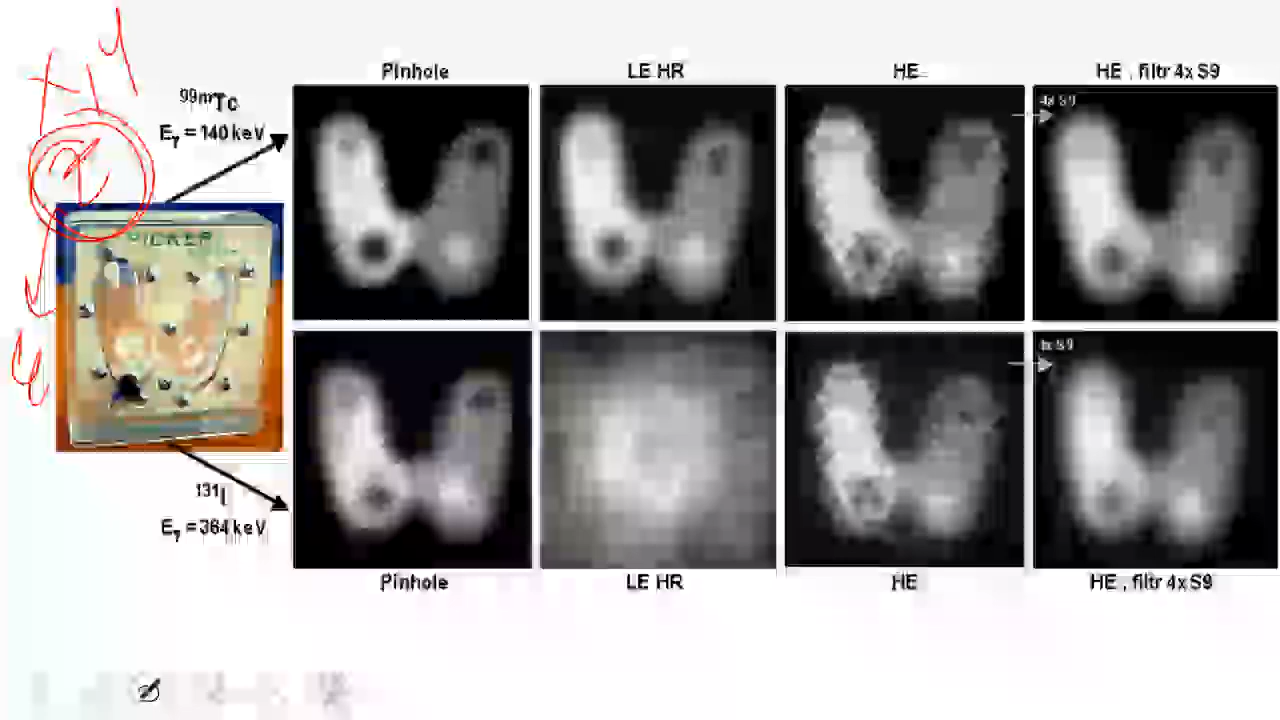 Pinhole
LE HR
HE
HE , filtr 4x S9
99mTc
Eγ = 140 keV
4x S9
PICKER
4x S9
131I
Eγ = 364 keV
Pinhole
LE HR
HE
HE , filtr 4x S9